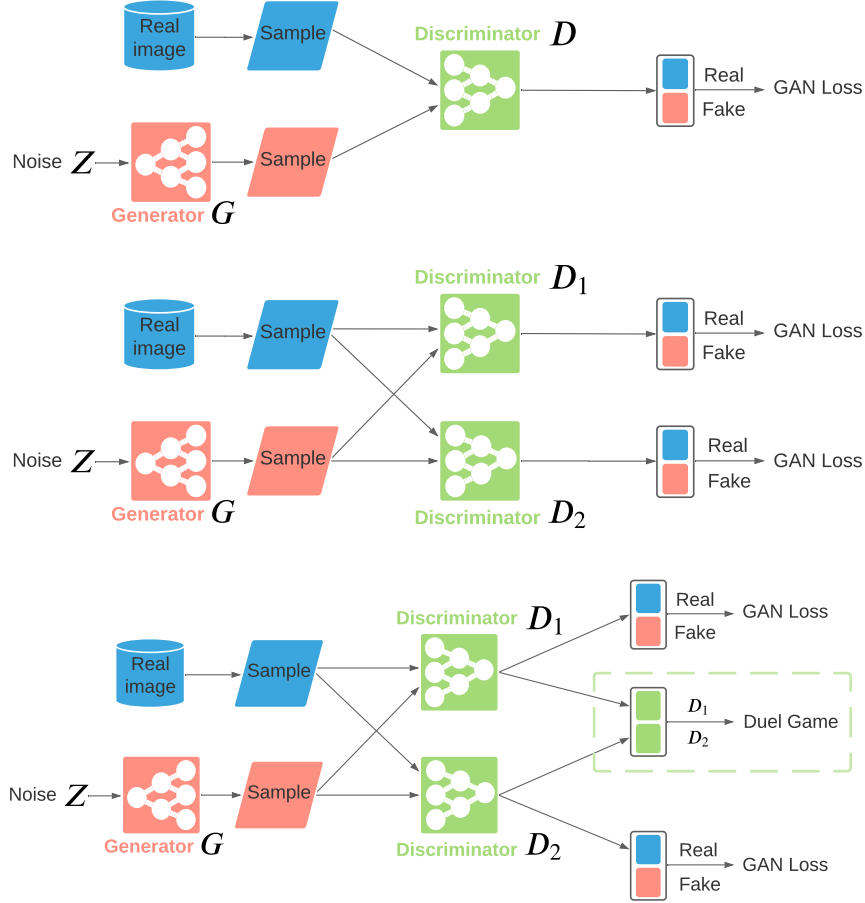 Real
image
Sample
Discriminator D
Real
Fake
GAN Loss
Noise Z
Sample
Generator G
Discriminator D1
Real
image
Sample
Real
Fake
GAN Loss
Noise Z
Sample
Generator G
Real
Fake
GAN Loss
Discriminator D2
Real
Fake
GAN Loss
Discriminator D1
Real
image
Sample
D1
D2
Duel Game
Noise Z
Sample
Generator G
Discriminator D2
Real
Fake
GAN Loss